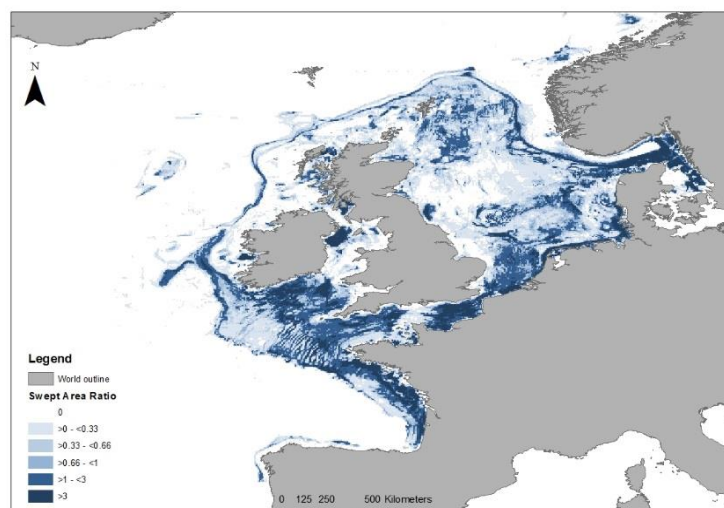 N
Legend
World outline
Swept Area Ratio
0
>0 - <0.33
>0.33 - <0.66
>0.66 - <1
>1 - <3
>3
0 125 250 500 Kilometers